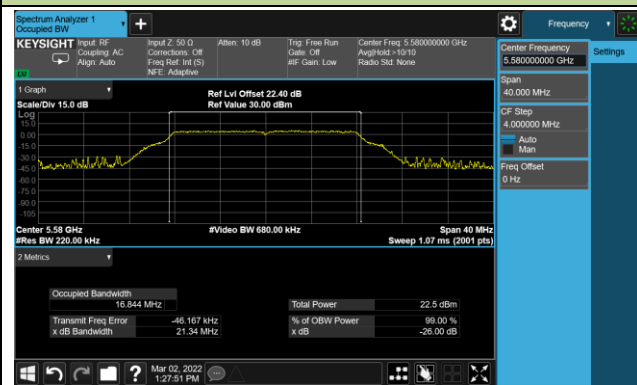 Spectrum Analyzer 1
Occupied BW
+
Frequency
KEYSIGHT
Input: RF
Coupling: AC
Align: Auto
Input Z: 50 Ω
Corrections: Off
Freq Ref: Int (S)
NFE: Adaptive
Atten: 10 dB
Trig: Free Run
Gate: Off
#IF Gain: Low
Center Freq: 5.580000000 GHz
Avg|Hold:>10/10
Radio Std: None
Center Frequency
5.580000000 GHz
Settings
Span
40.000 MHz
CF Step
4.000000 MHz
Auto
Man
Freq Offset
0 Hz
1 Graph
Scale/Div 15.0 dB
Ref Lvl Offset 22.40 dB
Ref Value 30.00 dBm
Log
15.0
0.00
-15.0
-30.0
-45.0
-60.0
-75.0
-90.0
-105
Center 5.58 GHz
#Res BW 220.00 kHz
#Video BW 680.00 kHz
Span 40 MHz
Sweep 1.07 ms (2001 pts)
2 Metrics
Occupied Bandwidth
16.844 MHz
Total Power 22.5 dBm
Transmit Freq Error -46.167 kHz
% of OBW Power 99.00 %
x dB Bandwidth 21.34 MHz
x dB -26.00 dB
?
Mar 02, 2022
1:27:51 PM